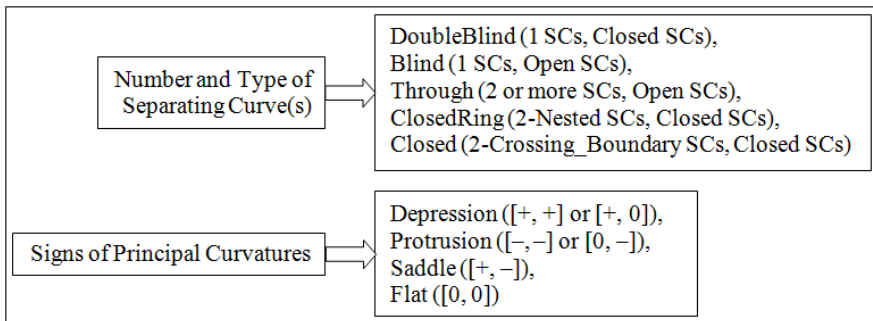 Number and Type of
Separating Curve(s)
DoubleBlind (1 SCs, Closed SCs),
Blind (1 SCs, Open SCs),
Through (2 or more SCs, Open SCs),
ClosedRing (2-Nested SCs, Closed SCs),
Closed (2-Crossing_Boundary SCs, Closed SCs)
Signs of Principal Curvatures
Depression ([+, +] or [+, 0]),
Protrusion ([–, –] or [0, –]),
Saddle ([+, –]),
Flat ([0, 0])